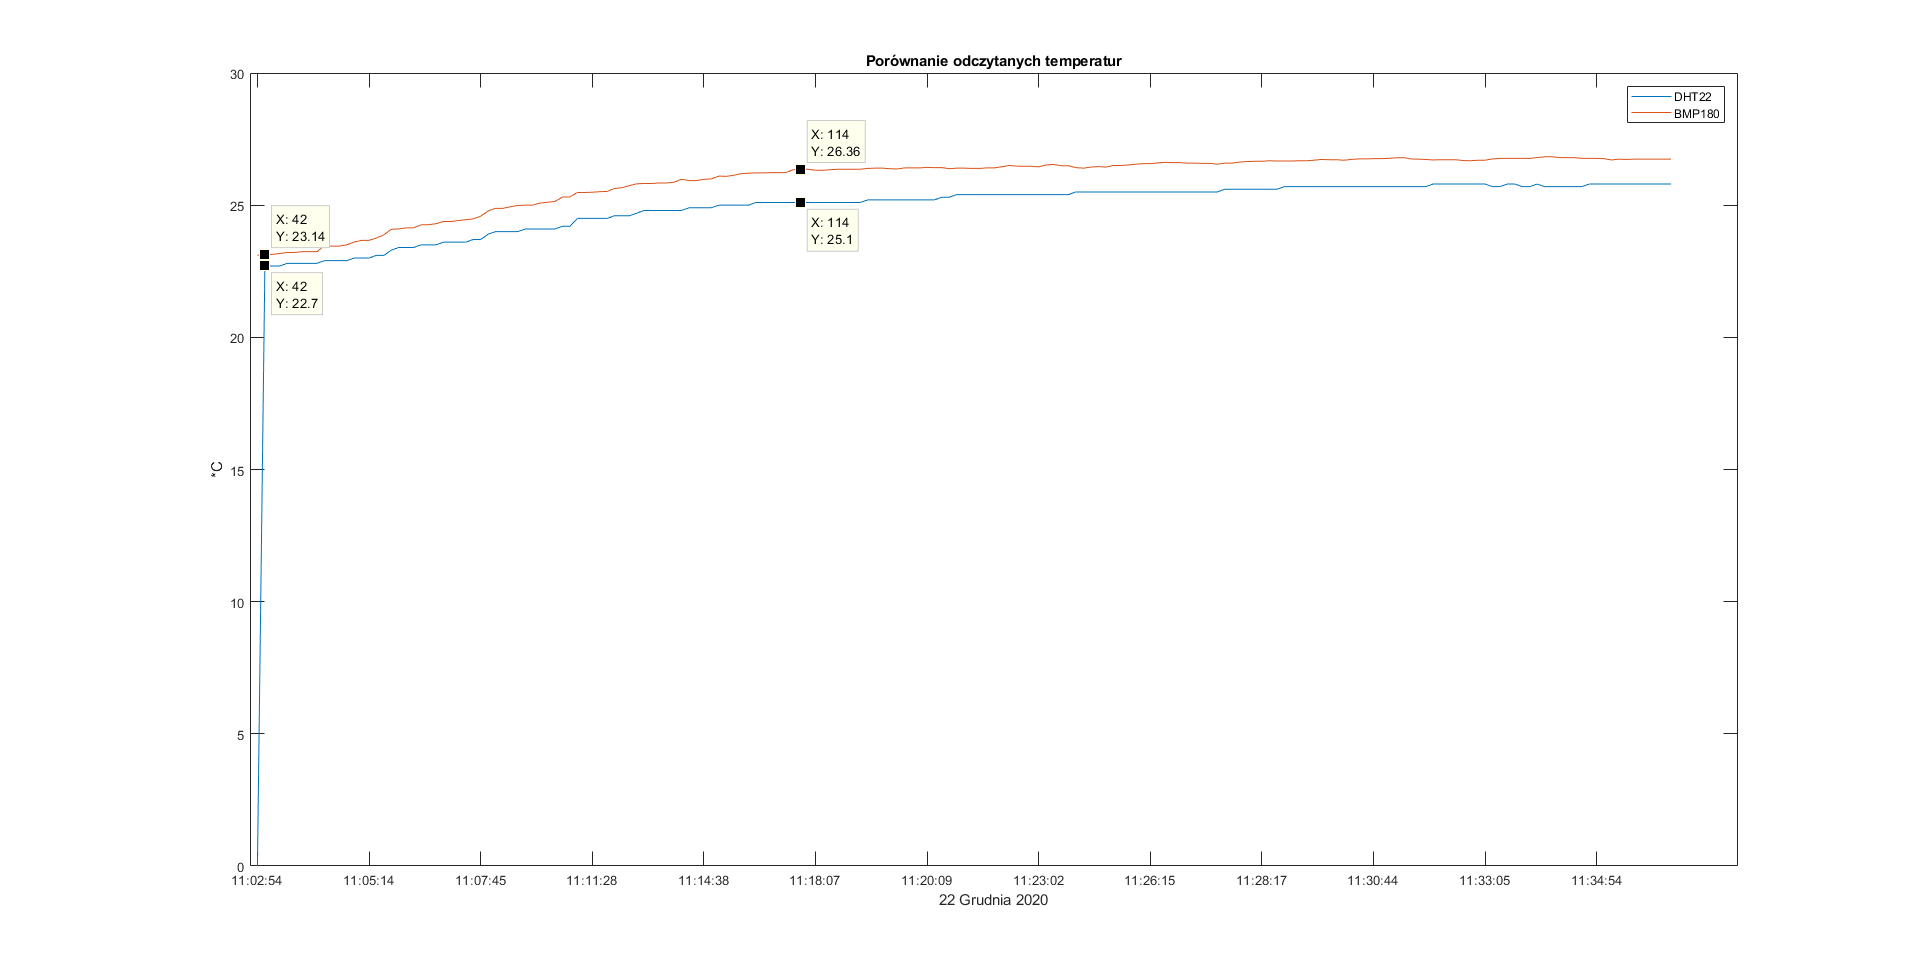 Porównanie odczytanych temperatur
30
25
20
15
10
5
0
*C
DHT22
BMP180
X: 114
Y: 26.36
X: 42
Y: 23.14
X: 114
Y: 25.1
X: 42
Y: 22.7
11:02:54 11:05:14 11:07:45 11:11:28 11:14:38 11:18:07 11:20:09 11:23:02 11:26:15 11:28:17 11:30:44 11:33:05 11:34:54
22 Grudnia 2020